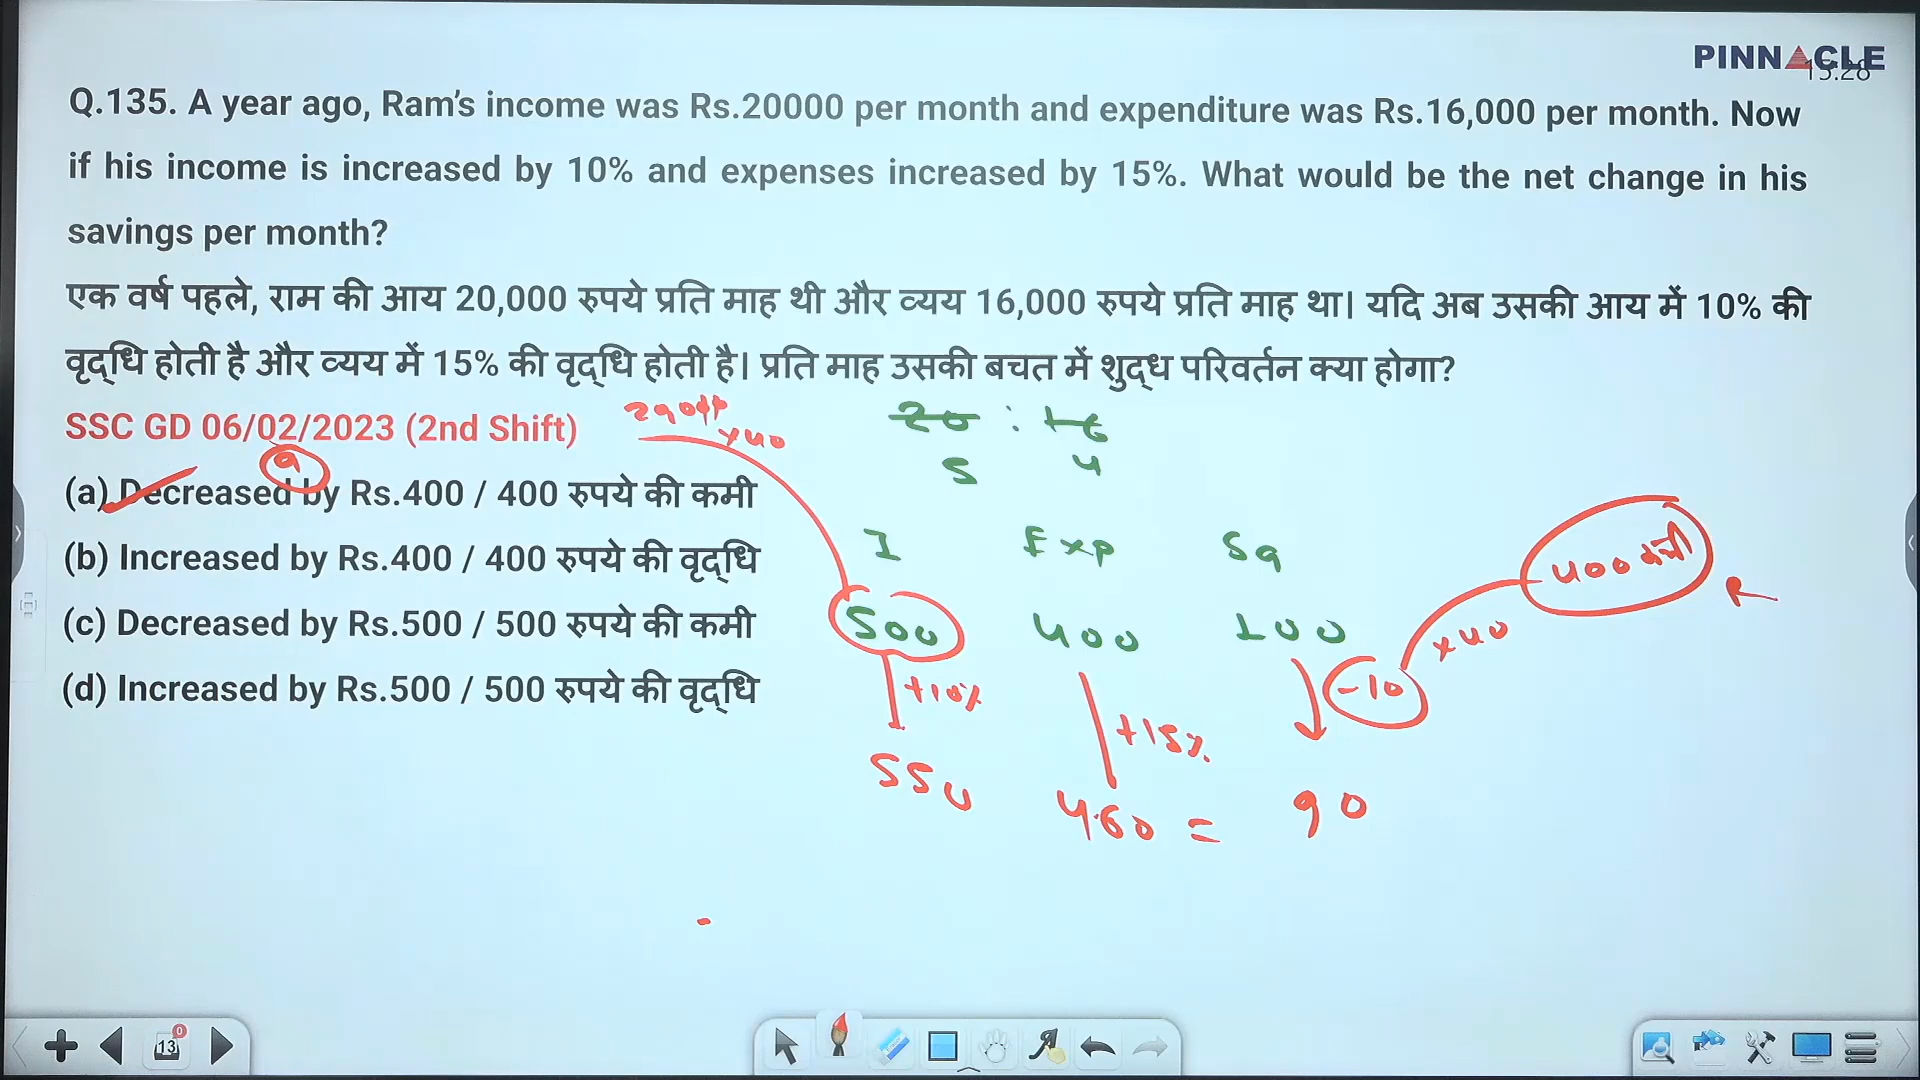 PINNACLE
15:28
Q.135. A year ago, Ram's income was Rs.20000 per month and expenditure was Rs.16,000 per month. Now
if his income is increased by 10% and expenses increased by 15%. What would be the net change in his
savings per month?
एक वर्ष पहले, राम की आय 20,000 रुपये प्रति माह थी और व्यय 16,000 रुपये प्रति माह था। यदि अब उसकी आय में 10% की
वृद्धि होती है और व्यय में 15% की वृद्धि होती है। प्रति माह उसकी बचत में शुद्ध परिवर्तन क्या होगा?
SSC GD 06/02/2023 (2nd Shift)
(a) Decreased by Rs.400 / 400 रुपये की कमी
(b) Increased by Rs.400 / 400 रुपये की वृद्धि
(c) Decreased by Rs.500 / 500 रुपये की कमी
(d) Increased by Rs.500 / 500 रुपये की वृद्धि
a
x40
20 : 16
5 4
I Exp Sa
500 400 100
+10% +15% -10 x40
550 460 = 90
400 कमी
13
0